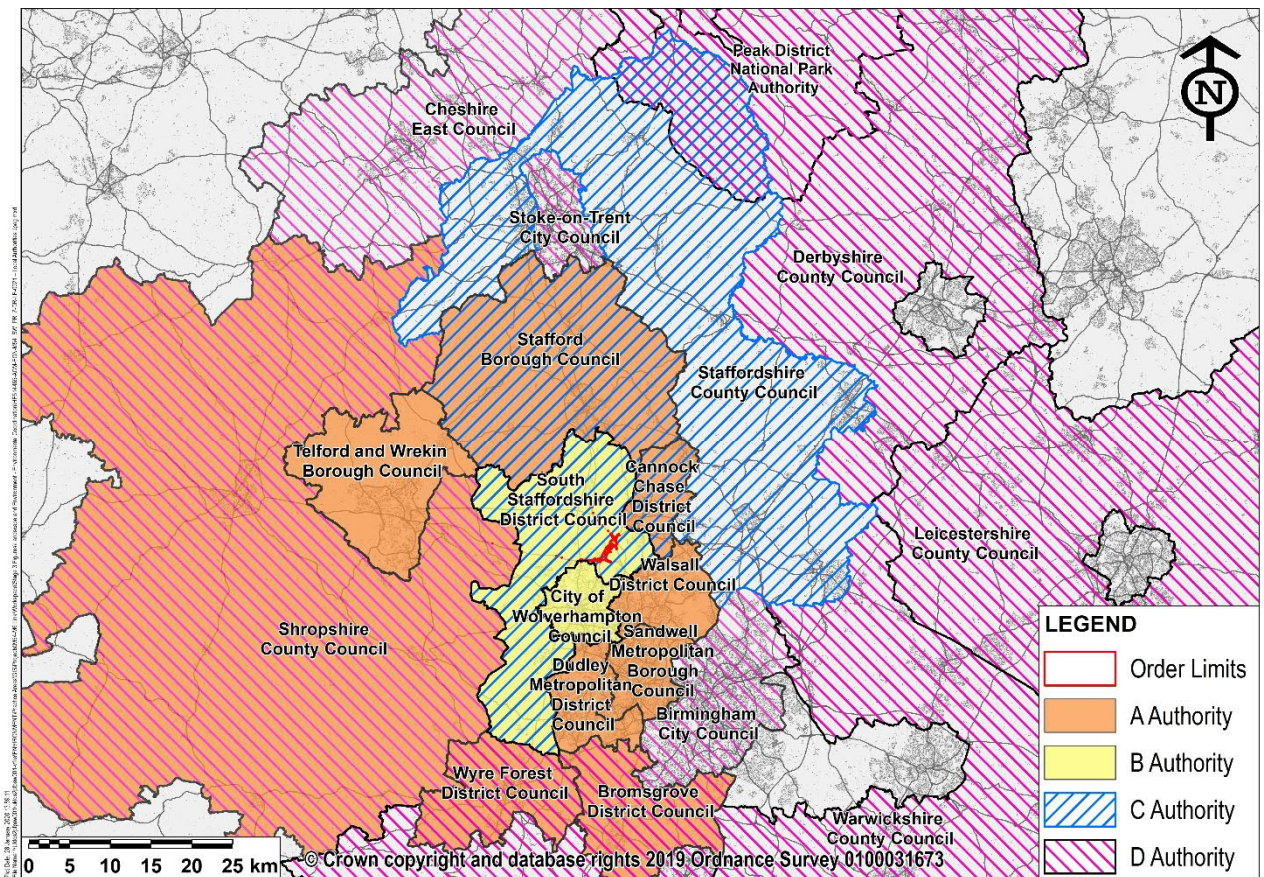 Peak District
National Park
Authority
Cheshire
East Council
N
Stoke-on-Trent
City Council
Derbyshire
County Council
Stafford
Borough Council
Staffordshire
County Council
Telford and Wrekin
Borough Council
South
Staffordshire
District Council
Cannock
Chase
District
Council
Leicestershire
County Council
Walsall
District Council
City of
Wolverhampton
Council
Shropshire
County Council
Sandwell
Metropolitan
Borough
Council
Dudley
Metropolitan
District
Council
Birmingham
City Council
Wyre Forest
District Council
Bromsgrove
District Council
Warwickshire
County Council
LEGEND
Order Limits
A Authority
B Authority
C Authority
D Authority
0 5 10 15 20 25 km
© Crown copyright and database rights 2019 Ordnance Survey 0100031673